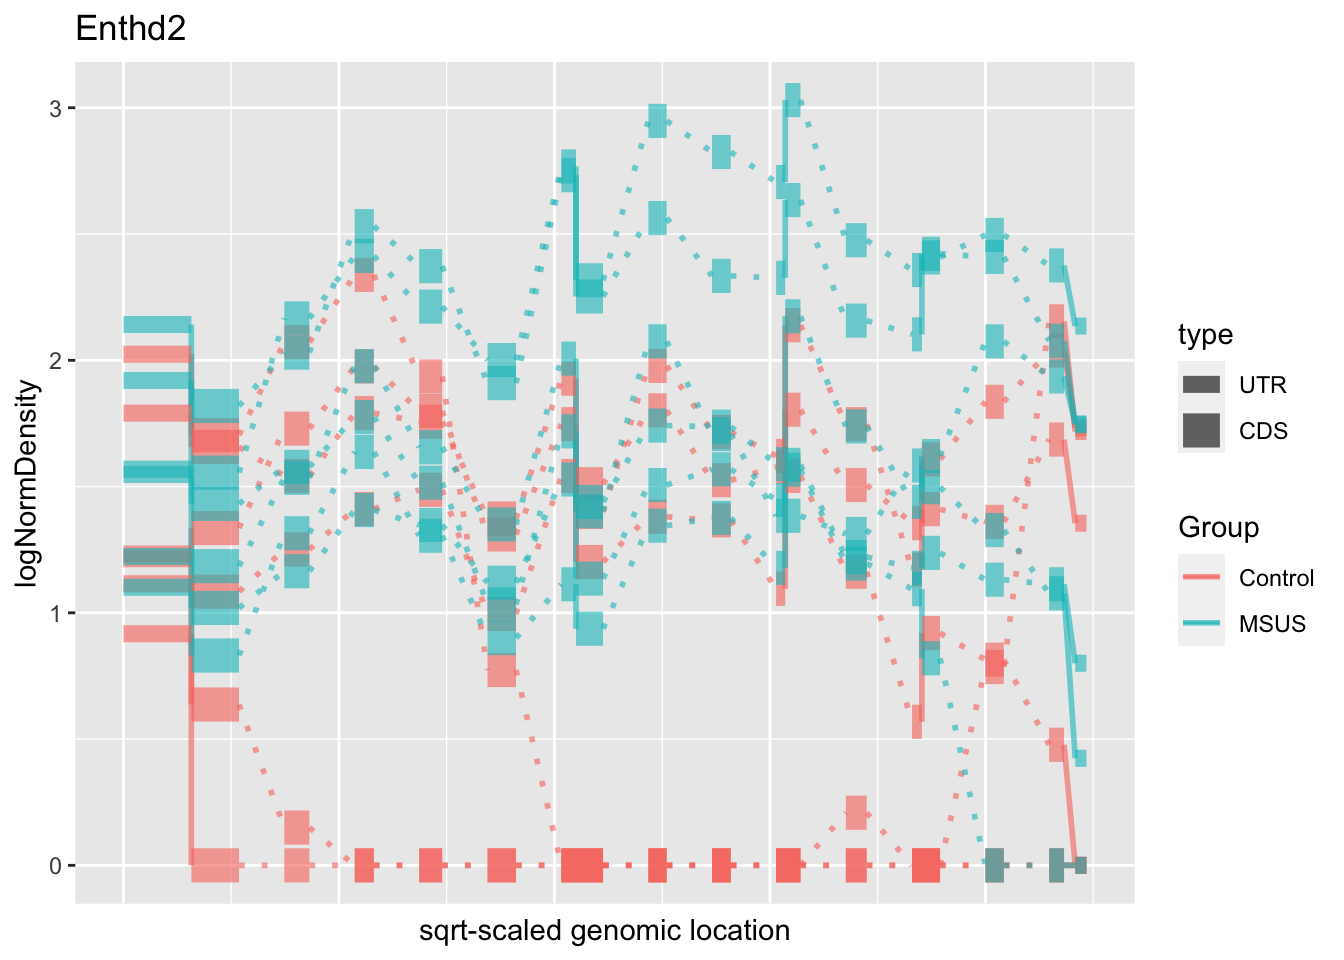 Enthd2
3
2
1
0
logNormDensity
sqrt-scaled genomic location
type
UTR
CDS
Group
Control
MSUS